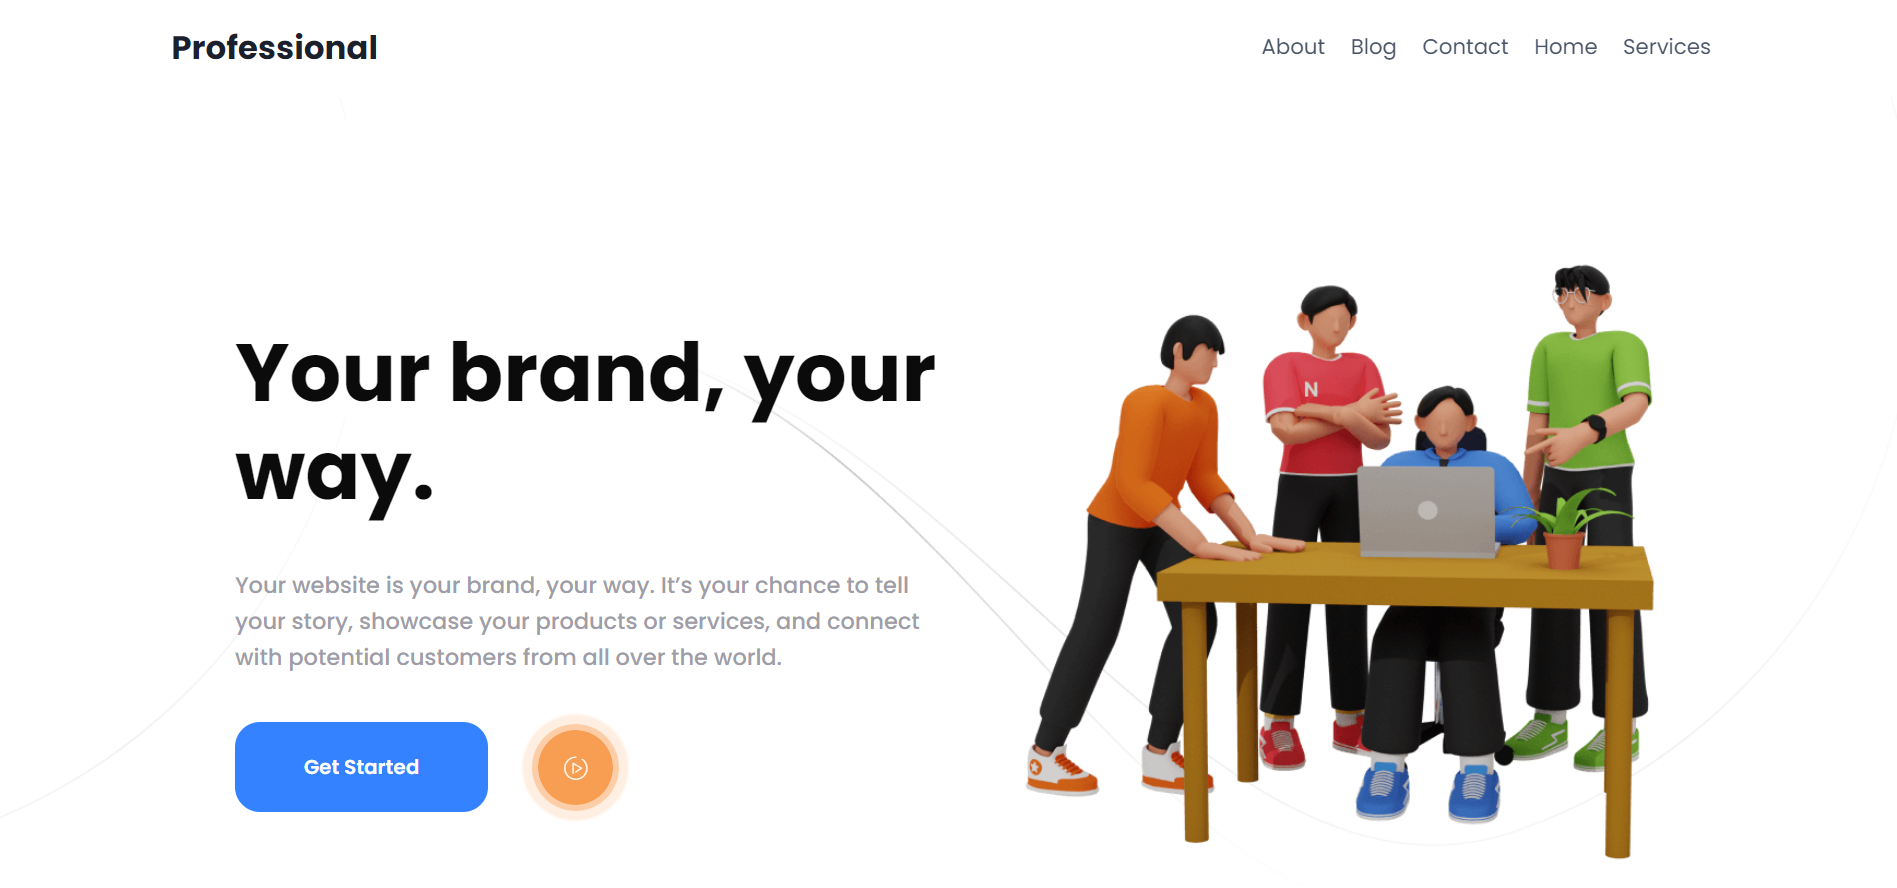 Professional
About Blog Contact Home Services
Your brand, your
way.
N
Your website is your brand, your way. It’s your chance to tell
your story, showcase your products or services, and connect
with potential customers from all over the world.
Get Started